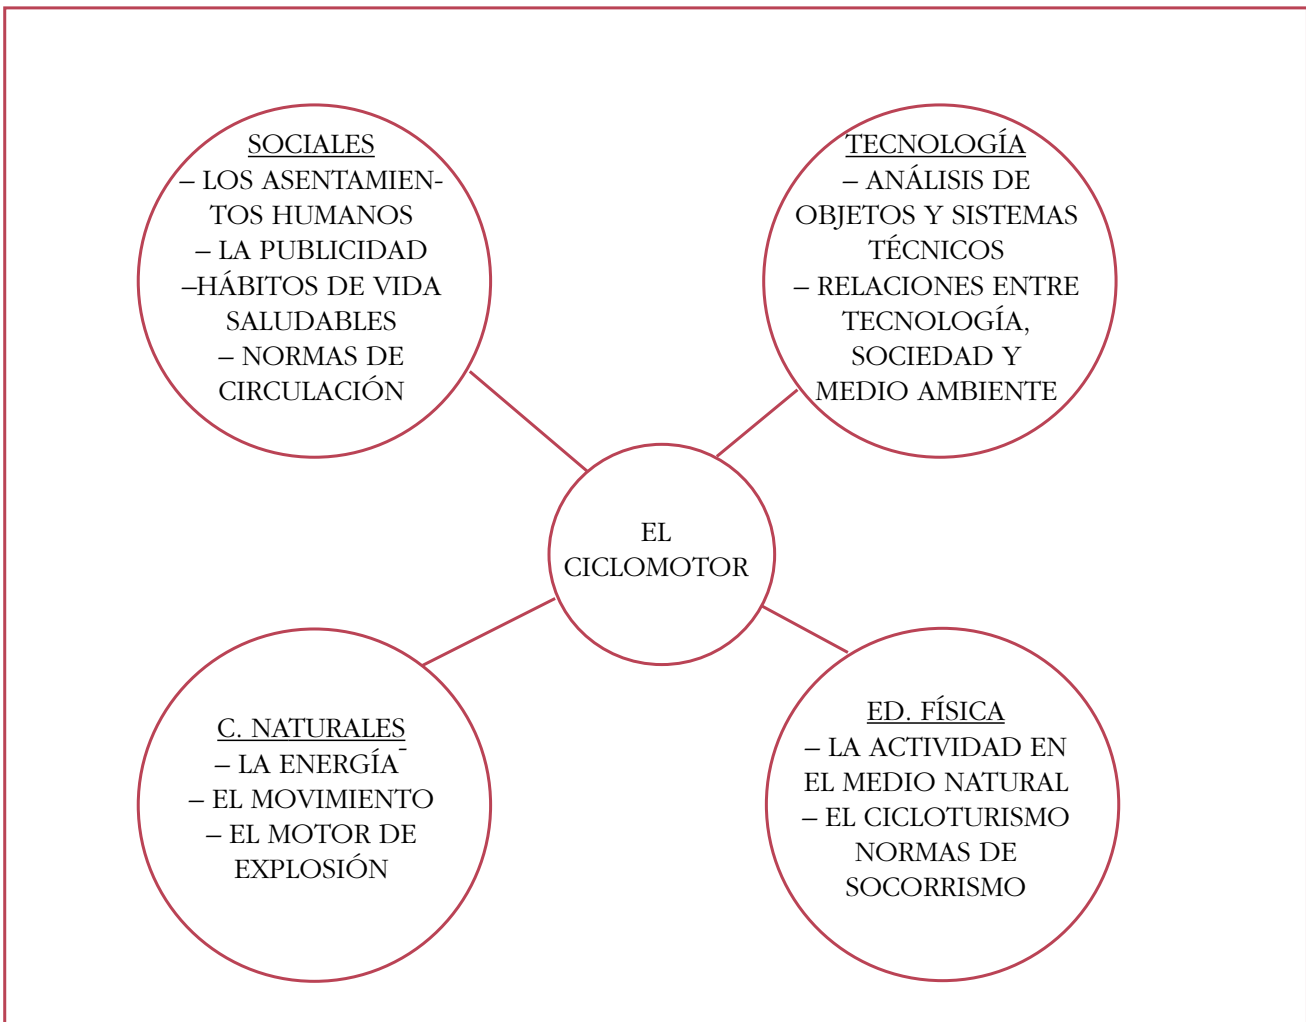 SOCIALES
– LOS ASENTAMIEN-
TOS HUMANOS
– LA PUBLICIDAD
–HÁBITOS DE VIDA
SALUDABLES
– NORMAS DE
CIRCULACIÓN
TECNOLOGÍA
– ANÁLISIS DE
OBJETOS Y SISTEMAS
TÉCNICOS
– RELACIONES ENTRE
TECNOLOGÍA,
SOCIEDAD Y
MEDIO AMBIENTE
EL
CICLOMOTOR
C. NATURALES
– LA ENERGÍA
– EL MOVIMIENTO
– EL MOTOR DE
EXPLOSIÓN
ED. FÍSICA
– LA ACTIVIDAD EN
EL MEDIO NATURAL
– EL CICLOTURISMO
NORMAS DE
SOCORRISMO